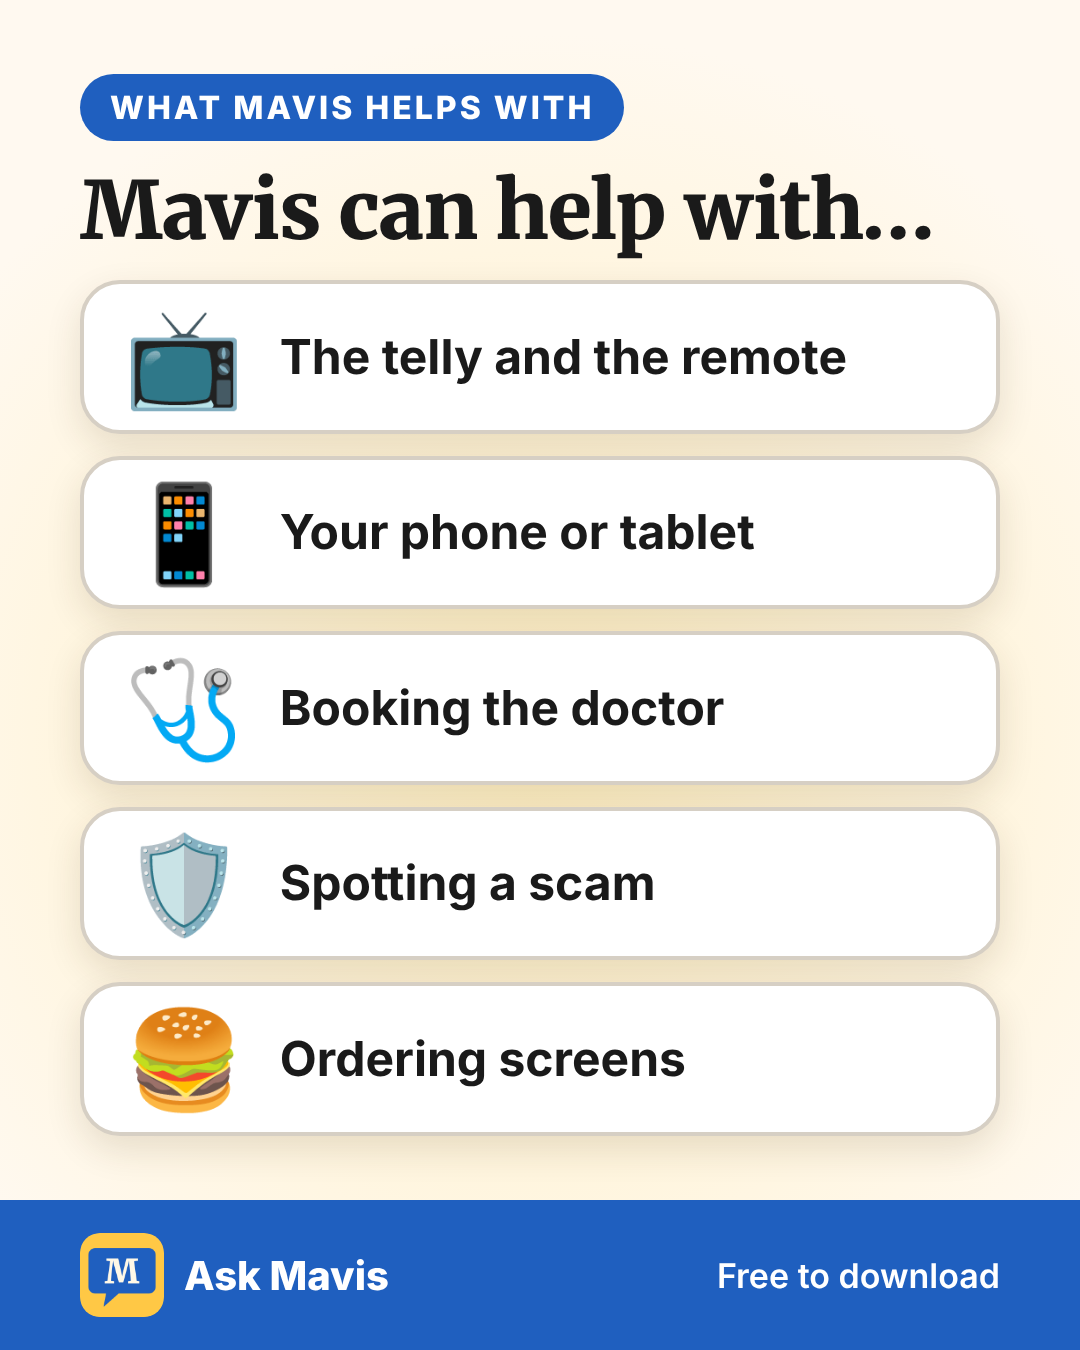 WHAT MAVIS HELPS WITH
Mavis can help with...
The telly and the remote
Your phone or tablet
Booking the doctor
Spotting a scam
Ordering screens
M
Ask Mavis
Free to download